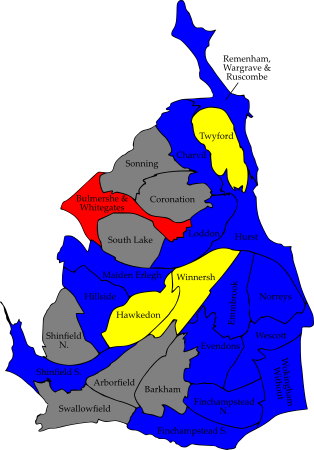 Remenham,
Wargrave &
Ruscombe
Twyford
Charvil
Sonning
Bulmershe &
Whitegates
Coronation
South Lake
Loddon
Hurst
Maiden Erlegh
Winnersh
Hillside
Emmbrook
Norreys
Hawkedon
Shinfield
N.
Evendons
Wescott
Shinfield S.
Arborfield
Barkham
Wokingham
Without
Swallowfield
Finchampstead
N.
Finchampstead S.